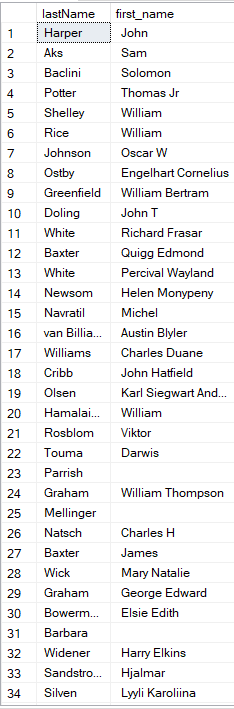 lastName first_name
1 Harper John
2 Aks Sam
3 Baclini Solomon
4 Potter Thomas Jr
5 Shelley William
6 Rice William
7 Johnson Oscar W
8 Ostby Engelhart Cornelius
9 Greenfield William Bertram
10 Doling John T
11 White Richard Frasar
12 Baxter Quigg Edmond
13 White Percival Wayland
14 Newsom Helen Monypeny
15 Navratil Michel
16 van Billia... Austin Blyler
17 Williams Charles Duane
18 Cribb John Hatfield
19 Olsen Karl Siegwart And...
20 Hamalai... William
21 Rosblom Viktor
22 Touma Darwis
23 Parrish
24 Graham William Thompson
25 Mellinger
26 Natsch Charles H
27 Baxter James
28 Wick Mary Natalie
29 Graham George Edward
30 Bowerm... Elsie Edith
31 Barbara
32 Widener Harry Elkins
33 Sandstro... Hjalmar
34 Silven Lyyli Karoliina